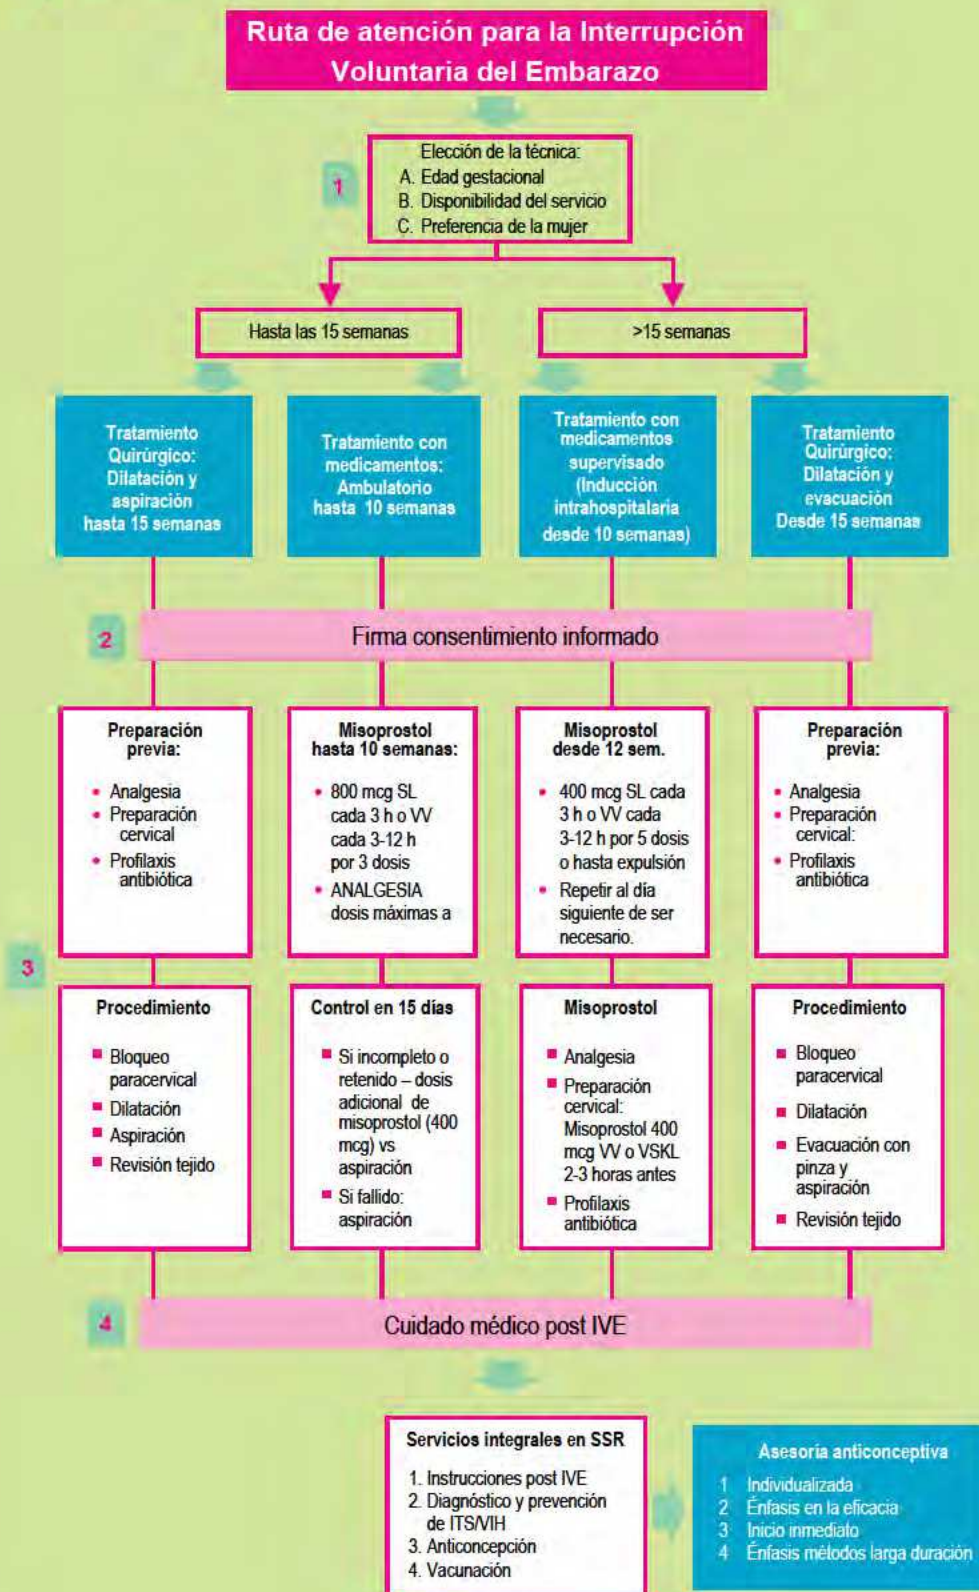 Ruta de atención para la Interrupción
Voluntaria del Embarazo
1
Elección de la técnica:
A. Edad gestacional
B. Disponibilidad del servicio
C. Preferencia de la mujer
Hasta las 15 semanas
>15 semanas
Tratamiento
Quirúrgico:
Dilatación y
aspiración
hasta 15 semanas
Tratamiento con
medicamentos:
Ambulatorio
hasta 10 semanas
Tratamiento con
medicamentos
supervisado
(Inducción
intrahospitalaria
desde 10 semanas)
Tratamiento
Quirúrgico:
Dilatación y
evacuación
Desde 15 semanas
2
Firma consentimiento informado
3
Preparación
previa:
• Analgesia
• Preparación
cervical
• Profilaxis
antibiótica
Misoprostol
hasta 10 semanas:
• 800 mcg SL
cada 3 h o VV
cada 3-12 h
por 3 dosis
• ANALGESIA
dosis máximas a
Misoprostol
desde 12 sem.
• 400 mcg SL cada
3 h o VV cada
3-12 h por 5 dosis
o hasta expulsión
• Repetir al día
siguiente de ser
necesario.
Preparación
previa:
• Analgesia
• Preparación
cervical:
• Profilaxis
antibiótica
Procedimiento
■ Bloqueo
paracervical
■ Dilatación
■ Aspiración
■ Revisión tejido
Control en 15 días
■ Si incompleto o
retenido – dosis
adicional de
misoprostol (400
mcg) vs
aspiración
■ Si fallido:
aspiración
Misoprostol
■ Analgesia
■ Preparación
cervical:
Misoprostol 400
mcg VV o VSKL
2-3 horas antes
■ Profilaxis
antibiótica
Procedimiento
■ Bloqueo
paracervical
■ Dilatación
■ Evacuación con
pinza y
aspiración
■ Revisión tejido
4
Cuidado médico post IVE
Servicios integrales en SSR
1. Instrucciones post IVE
2. Diagnóstico y prevención
de ITS/VIH
3. Anticoncepción
4. Vacunación
Asesoría anticonceptiva
1 Individualizada
2 Énfasis en la eficacia
3 Inicio inmediato
4 Énfasis métodos larga duración